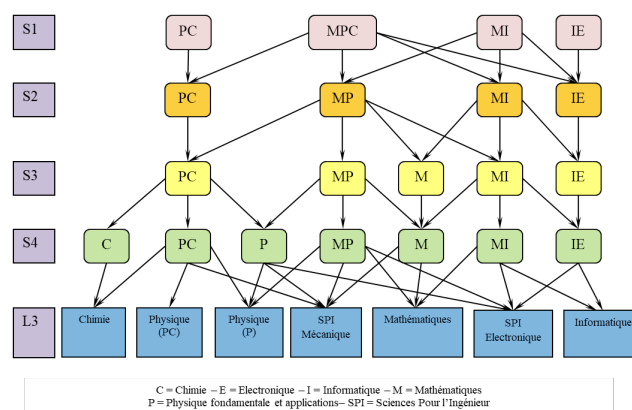 S1 PC MPC MI IE
S2 PC MP MI IE
S3 PC MP M MI IE
S4 C PC P MP M MI IE
L3 Chimie Physique Physique SPI Mathématiques SPI Informatique
(PC) (P) Mécanique Electronique
C = Chimie – E = Electronique – I = Informatique – M = Mathématiques
P = Physique fondamentale et applications– SPI = Sciences Pour l’Ingénieur